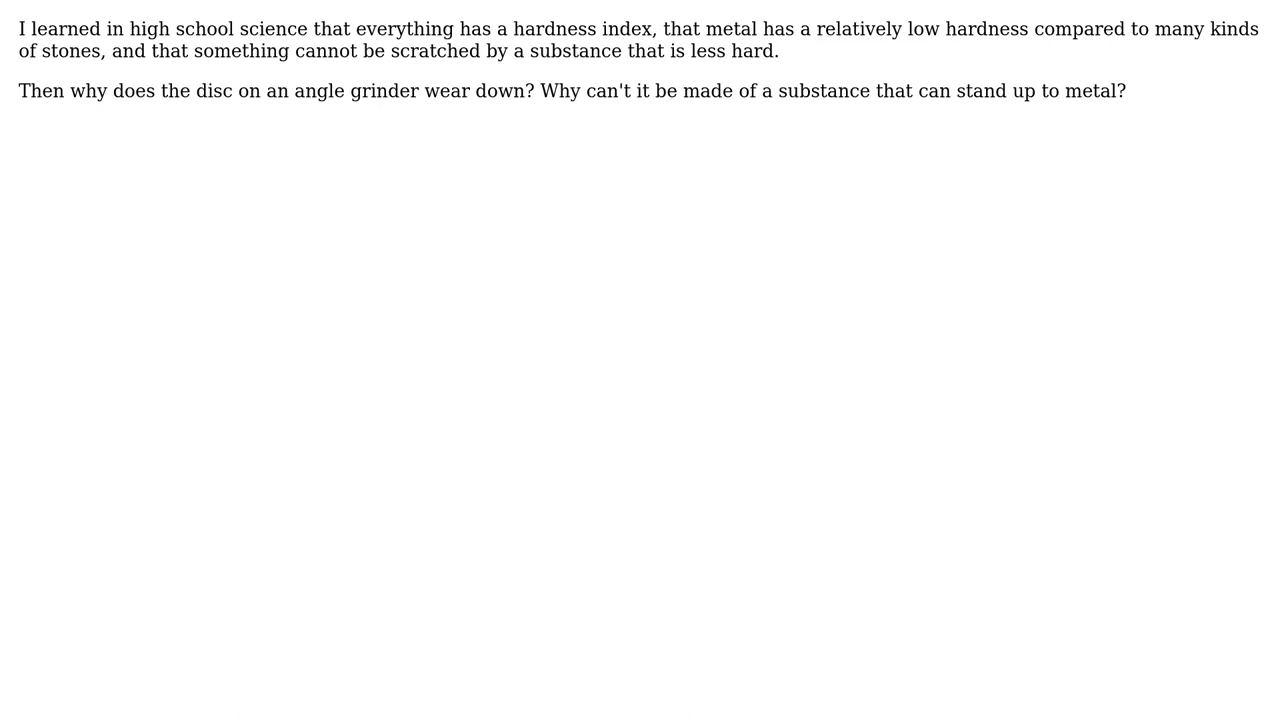 I learned in high school science that everything has a hardness index, that metal has a relatively low hardness compared to many kinds
of stones, and that something cannot be scratched by a substance that is less hard.
Then why does the disc on an angle grinder wear down? Why can't it be made of a substance that can stand up to metal?